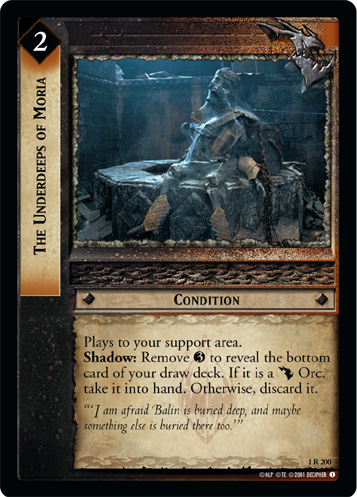 2
THE UNDERDEEPS OF MORIA
CONDITION
Plays to your support area.
Shadow: Remove 3 to reveal the bottom
card of your draw deck. If it is a Orc,
take it into hand. Otherwise, discard it.
“‘I am afraid Balin is buried deep, and maybe
something else is buried there too.’”
1 R 200
©NLP ©TE ©2001 DECIPHER 1